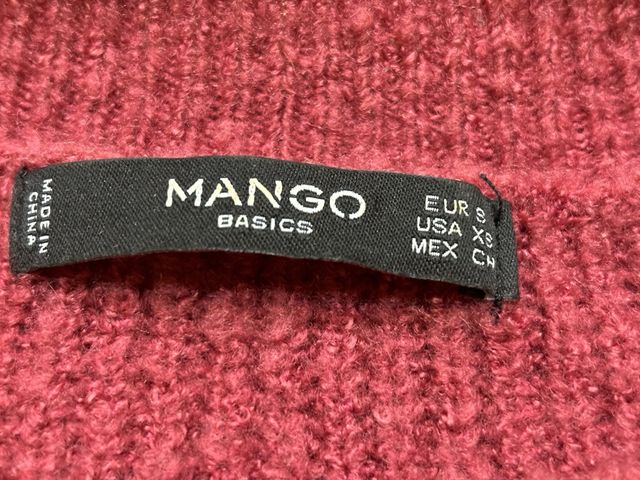 MADE IN
CHINA
MANGO
BASICS
EUR S
USA XS
MEX CH